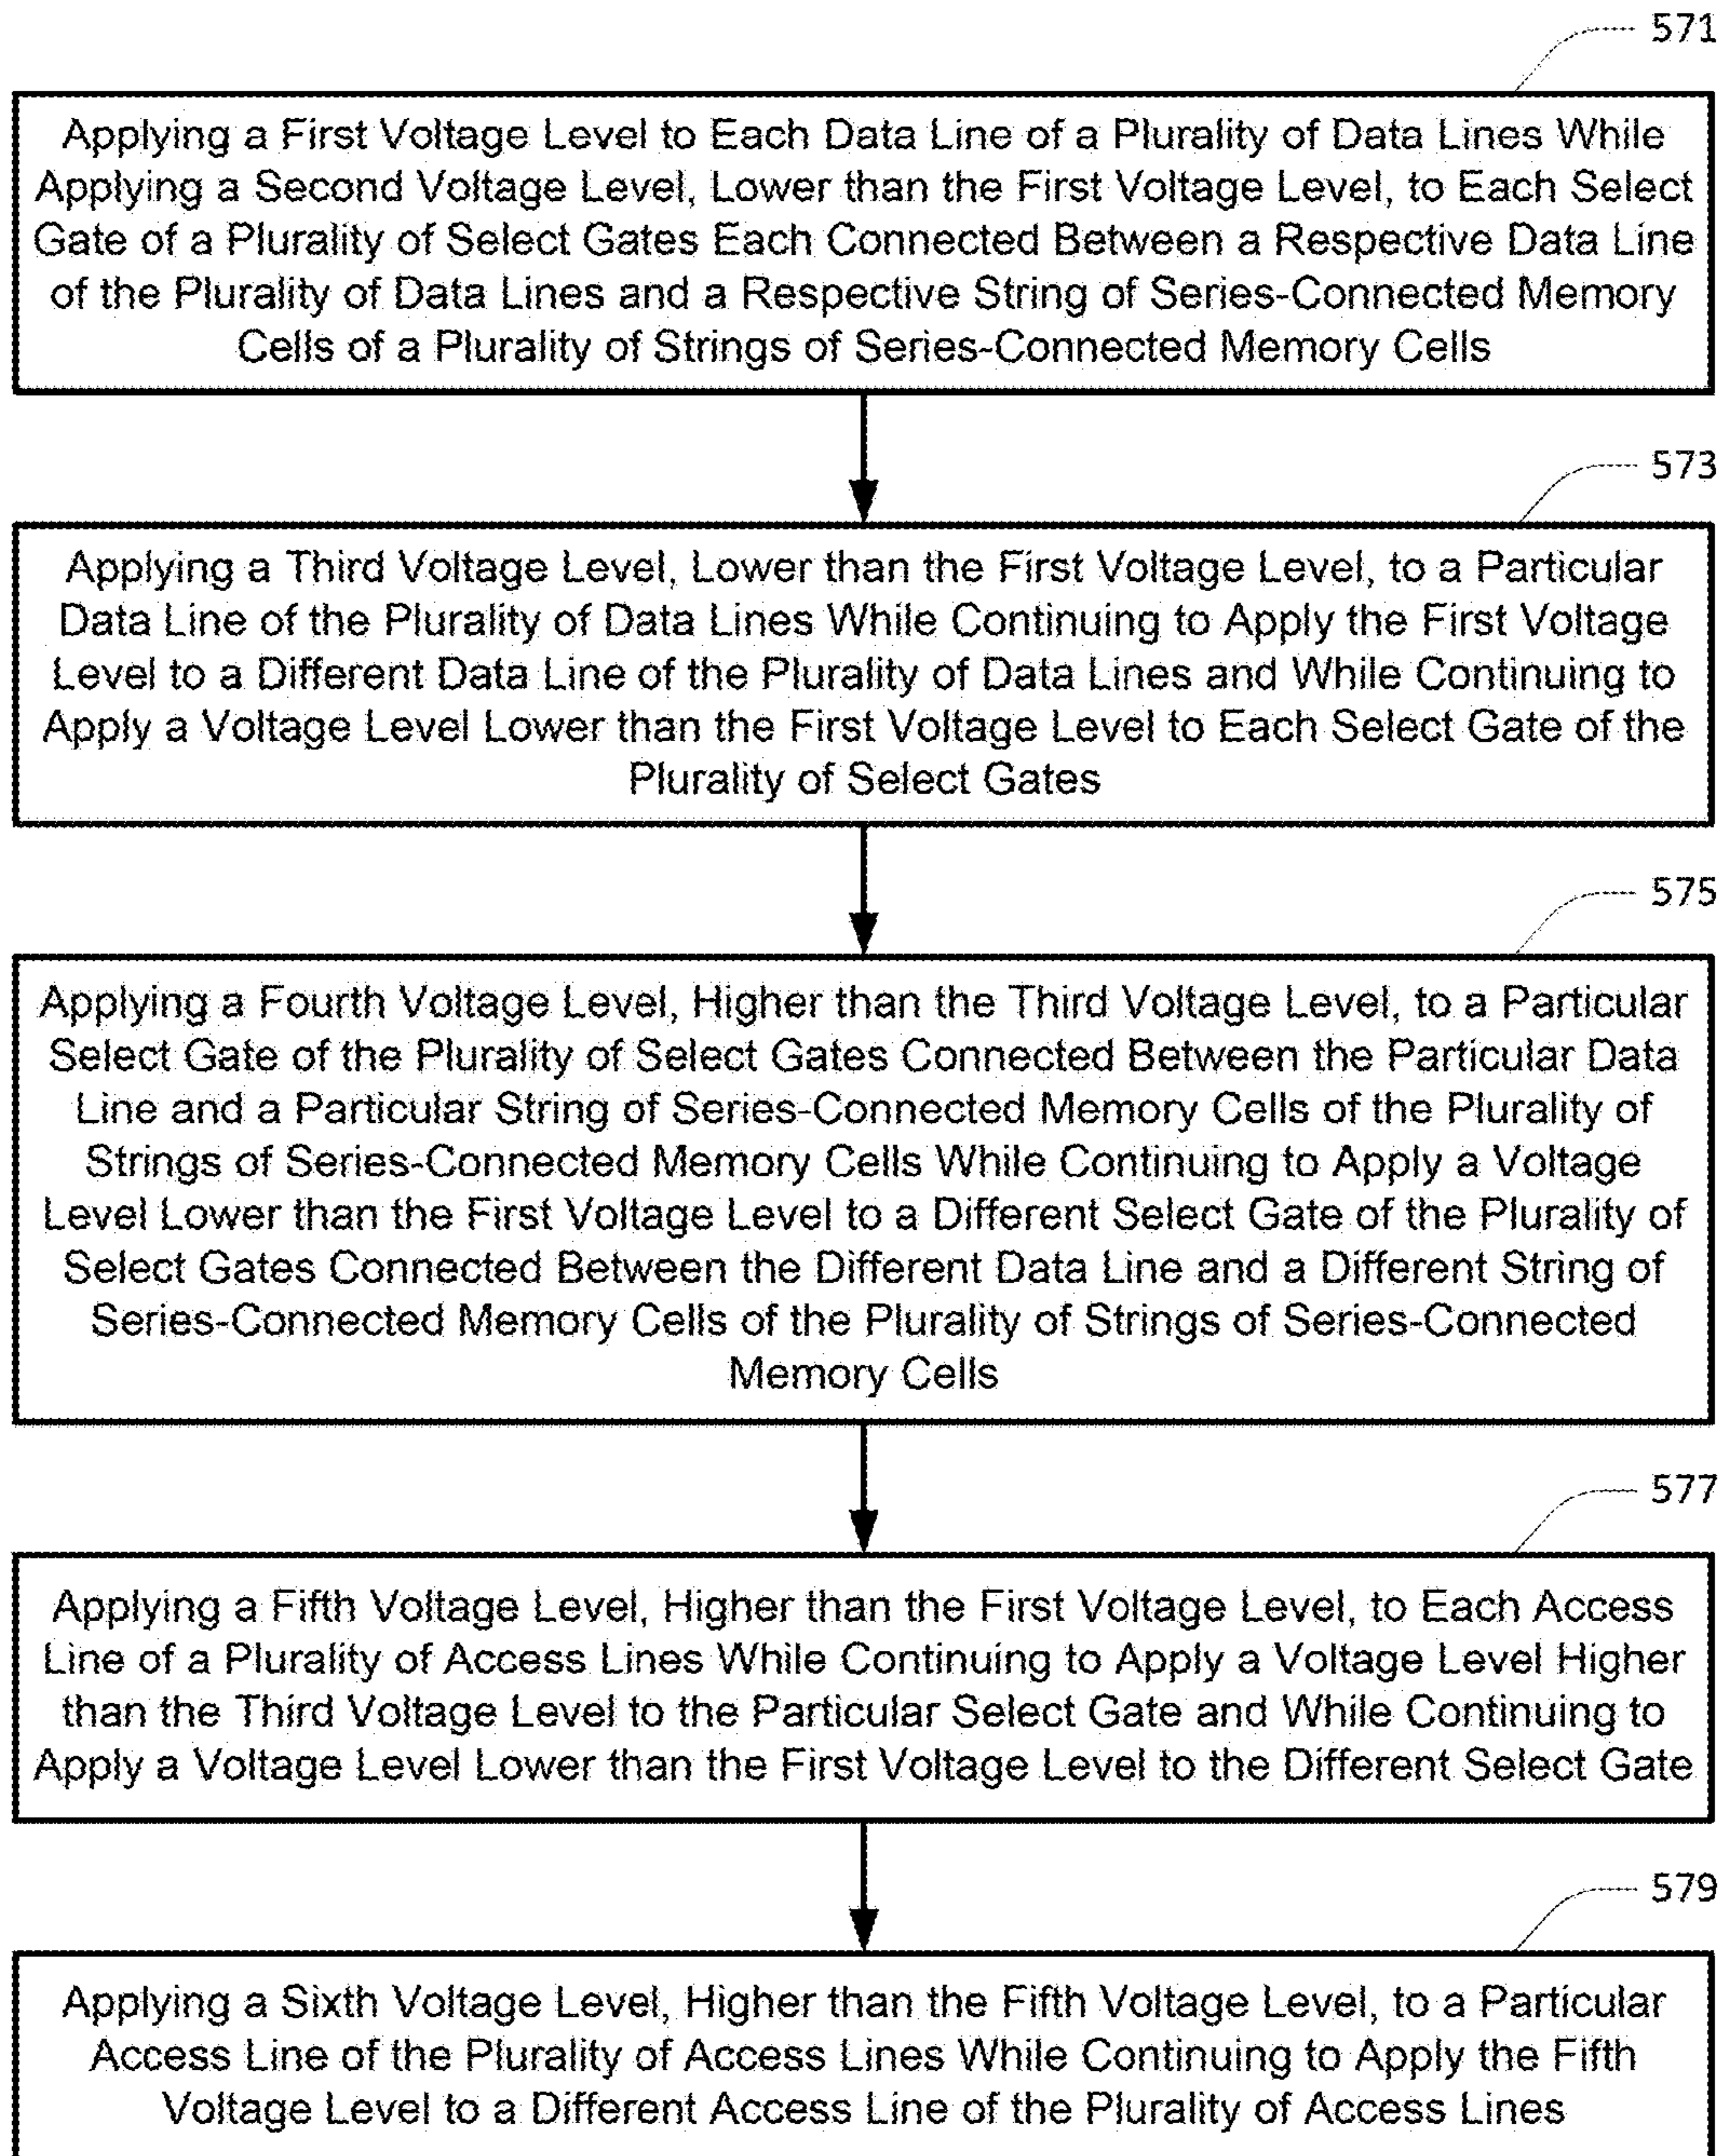 571
Applying a First Voltage Level to Each Data Line of a Plurality of Data Lines While
Applying a Second Voltage Level, Lower than the First Voltage Level, to Each Select
Gate of a Plurality of Select Gates Each Connected Between a Respective Data Line
of the Plurality of Data Lines and a Respective String of Series-Connected Memory
Cells of a Plurality of Strings of Series-Connected Memory Cells
573
Applying a Third Voltage Level, Lower than the First Voltage Level, to a Particular
Data Line of the Plurality of Data Lines While Continuing to Apply the First Voltage
Level to a Different Data Line of the Plurality of Data Lines and While Continuing to
Apply a Voltage Level Lower than the First Voltage Level to Each Select Gate of the
Plurality of Select Gates
575
Applying a Fourth Voltage Level, Higher than the Third Voltage Level, to a Particular
Select Gate of the Plurality of Select Gates Connected Between the Particular Data
Line and a Particular String of Series-Connected Memory Cells of the Plurality of
Strings of Series-Connected Memory Cells While Continuing to Apply a Voltage
Level Lower than the First Voltage Level to a Different Select Gate of the Plurality of
Select Gates Connected Between the Different Data Line and a Different String of
Series-Connected Memory Cells of the Plurality of Strings of Series-Connected
Memory Cells
577
Applying a Fifth Voltage Level, Higher than the First Voltage Level, to Each Access
Line of a Plurality of Access Lines While Continuing to Apply a Voltage Level Higher
than the Third Voltage Level to the Particular Select Gate and While Continuing to
Apply a Voltage Level Lower than the First Voltage Level to the Different Select Gate
579
Applying a Sixth Voltage Level, Higher than the Fifth Voltage Level, to a Particular
Access Line of the Plurality of Access Lines While Continuing to Apply the Fifth
Voltage Level to a Different Access Line of the Plurality of Access Lines